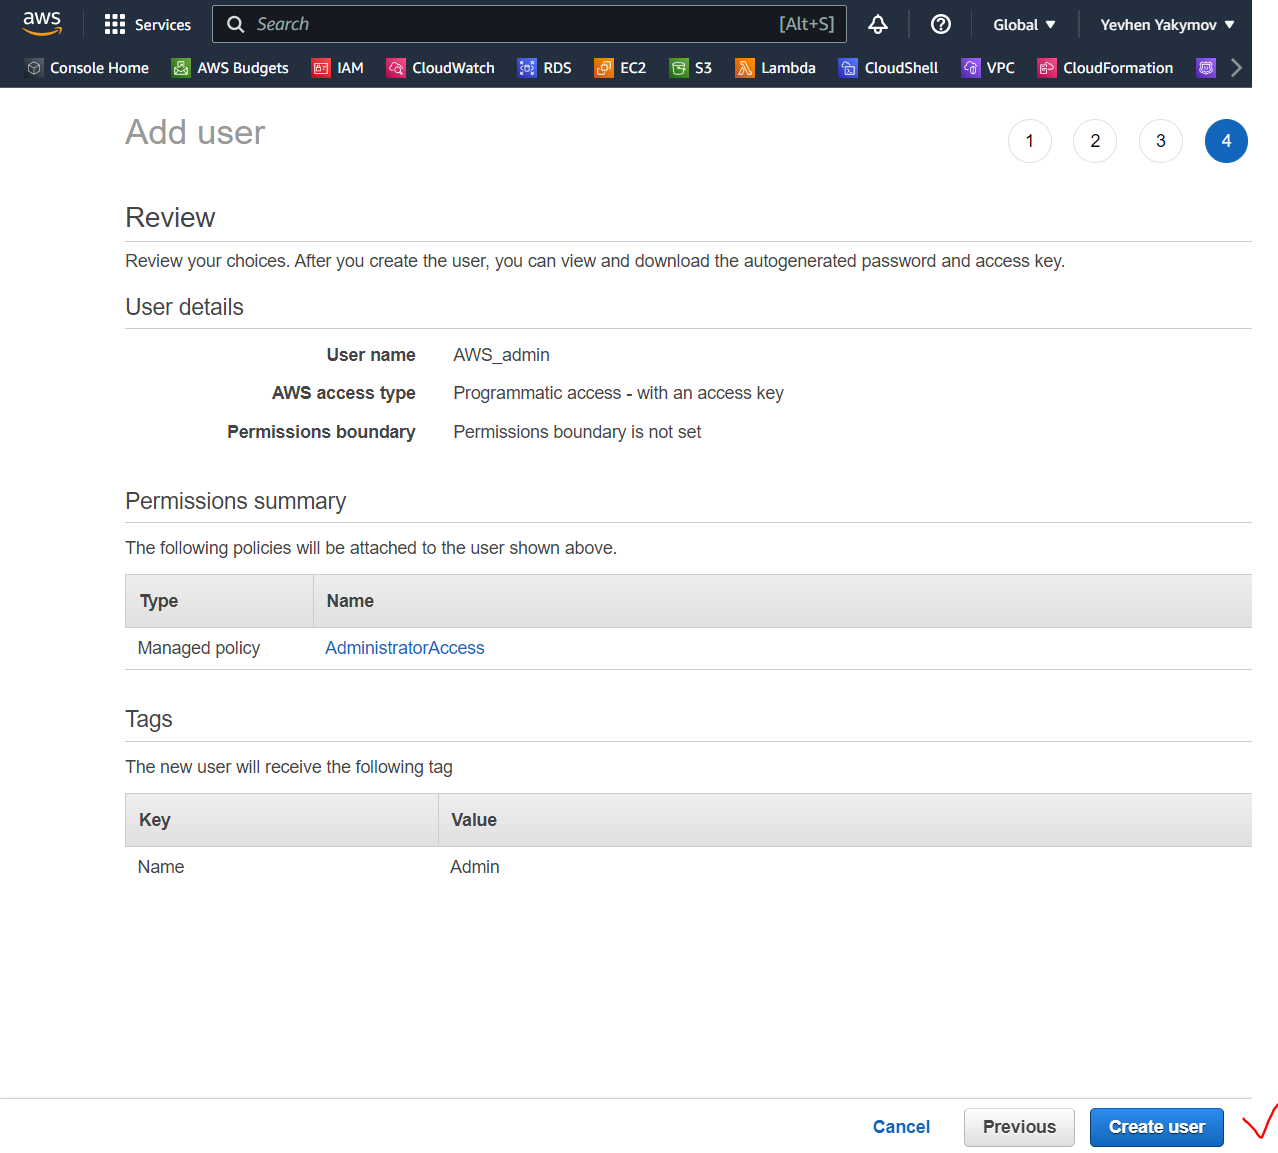 aws Services Search [Alt+S] Global Yevhen Yakymov
Console Home AWS Budgets IAM CloudWatch RDS EC2 S3 Lambda CloudShell VPC CloudFormation
Add user
1 2 3 4
Review
Review your choices. After you create the user, you can view and download the autogenerated password and access key.
User details
User name AWS_admin
AWS access type Programmatic access - with an access key
Permissions boundary Permissions boundary is not set
Permissions summary
The following policies will be attached to the user shown above.
Type Name
Managed policy AdministratorAccess
Tags
The new user will receive the following tag
Key Value
Name Admin
Cancel Previous Create user